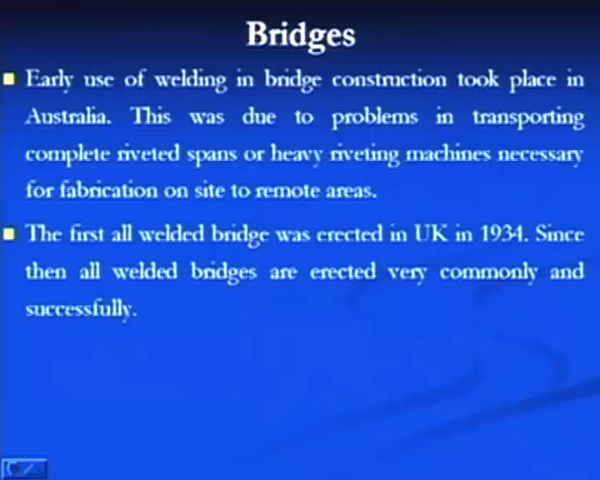 Bridges
Early use of welding in bridge construction took place in
Australia. This was due to problems in transporting
complete riveted spans or heavy riveting machines necessary
for fabrication on site to remote areas.
The first all welded bridge was erected in UK in 1934. Since
then all welded bridges are erected very commonly and
successfully.